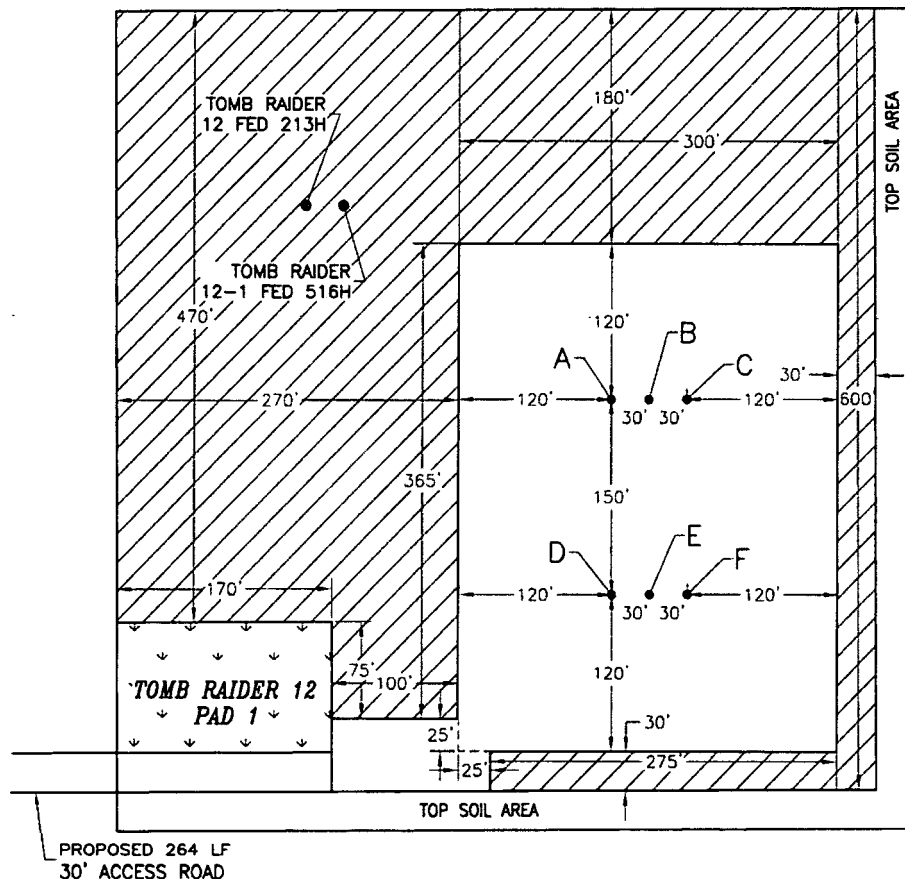 180'
TOP SOIL AREA
TOMB RAIDER
12 FED 213H
300'
TOMB RAIDER
12-1 FED 516H
470'
120'
A
B
C
30'
270'
120'
30'
30'
120'
600'
365'
150'
D
E
F
170'
120'
30'
30'
120'
75'
120'
100'
TOMB RAIDER 12
PAD 1
30'
25'
25'
275'
TOP SOIL AREA
PROPOSED 264 LF
30' ACCESS ROAD